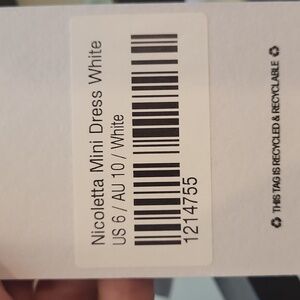 Nicoletta Mini Dress White
US 6 / AU 10 / White
1214755
THIS TAG IS RECYCLED & RECYCLABLE